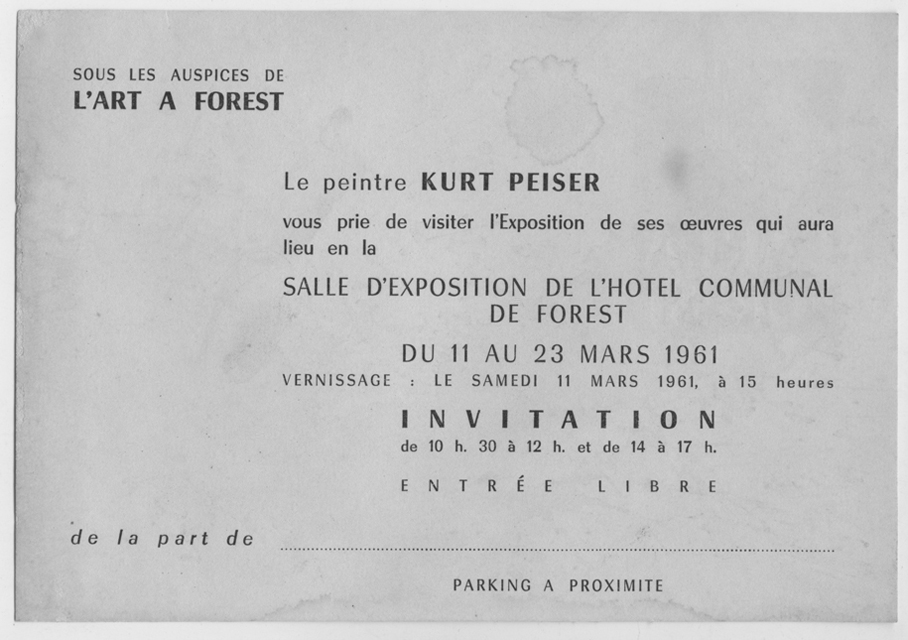 SOUS LES AUSPICES DE
L'ART A FOREST
Le peintre KURT PEISER
vous prie de visiter l'Exposition de ses œuvres qui aura
lieu en la
SALLE D'EXPOSITION DE L'HOTEL COMMUNAL
DE FOREST
DU 11 AU 23 MARS 1961
VERNISSAGE : LE SAMEDI 11 MARS 1961, à 15 heures
INVITATION
de 10 h. 30 à 12 h. et de 14 à 17 h.
ENTRÉE LIBRE
de la part de
PARKING A PROXIMITE